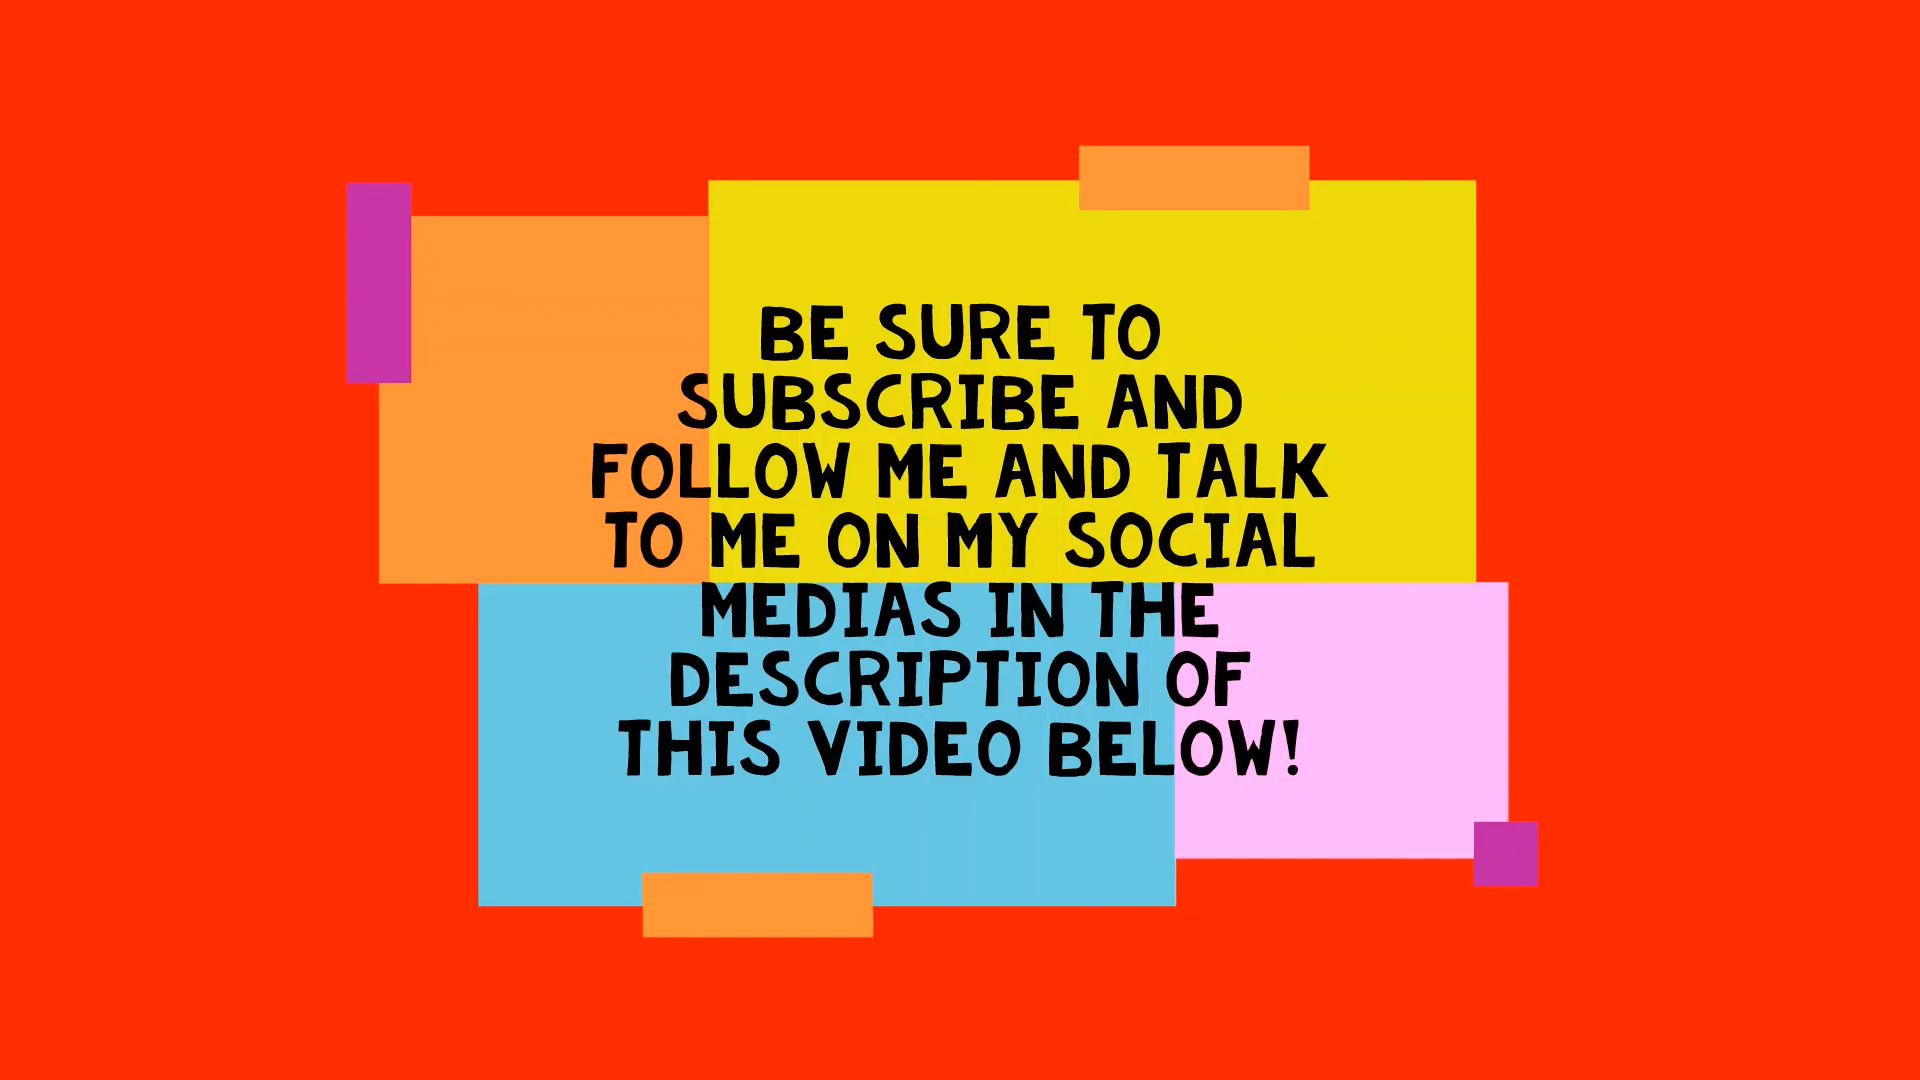 BE SURE TO
SUBSCRIBE AND
FOLLOW ME AND TALK
TO ME ON MY SOCIAL
MEDIAS IN THE
DESCRIPTION OF
THIS VIDEO BELOW!